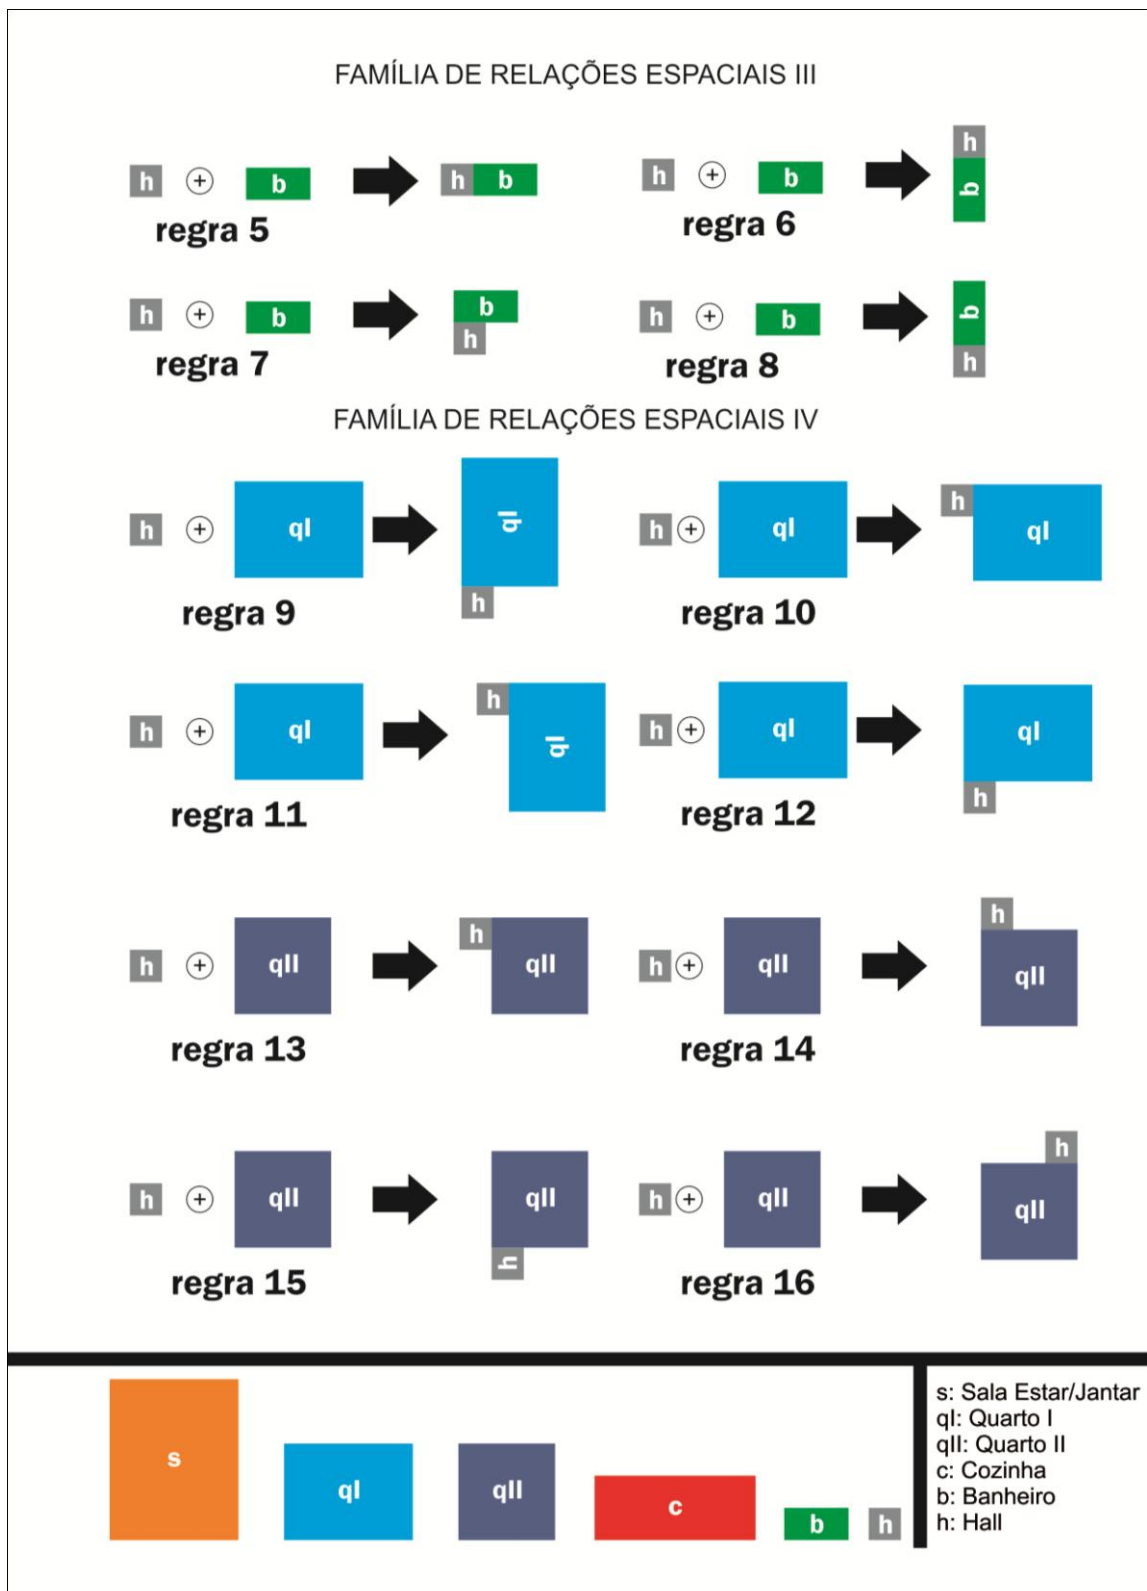 FAMÍLIA DE RELAÇÕES ESPACIAIS III
h + b h b
regra 5
h + b h b
regra 6
h + b b h
regra 7
h + b b h
regra 8
FAMÍLIA DE RELAÇÕES ESPACIAIS IV
h + qI qI h
regra 9
h + qI h qI
regra 10
h + qI h qI
regra 11
h + qI qI h
regra 12
h + qII h qII
regra 13
h + qII h qII
regra 14
h + qII qII h
regra 15
h + qII h qII
regra 16
s qI qII c b h
s: Sala Estar/Jantar
qI: Quarto I
qII: Quarto II
c: Cozinha
b: Banheiro
h: Hall